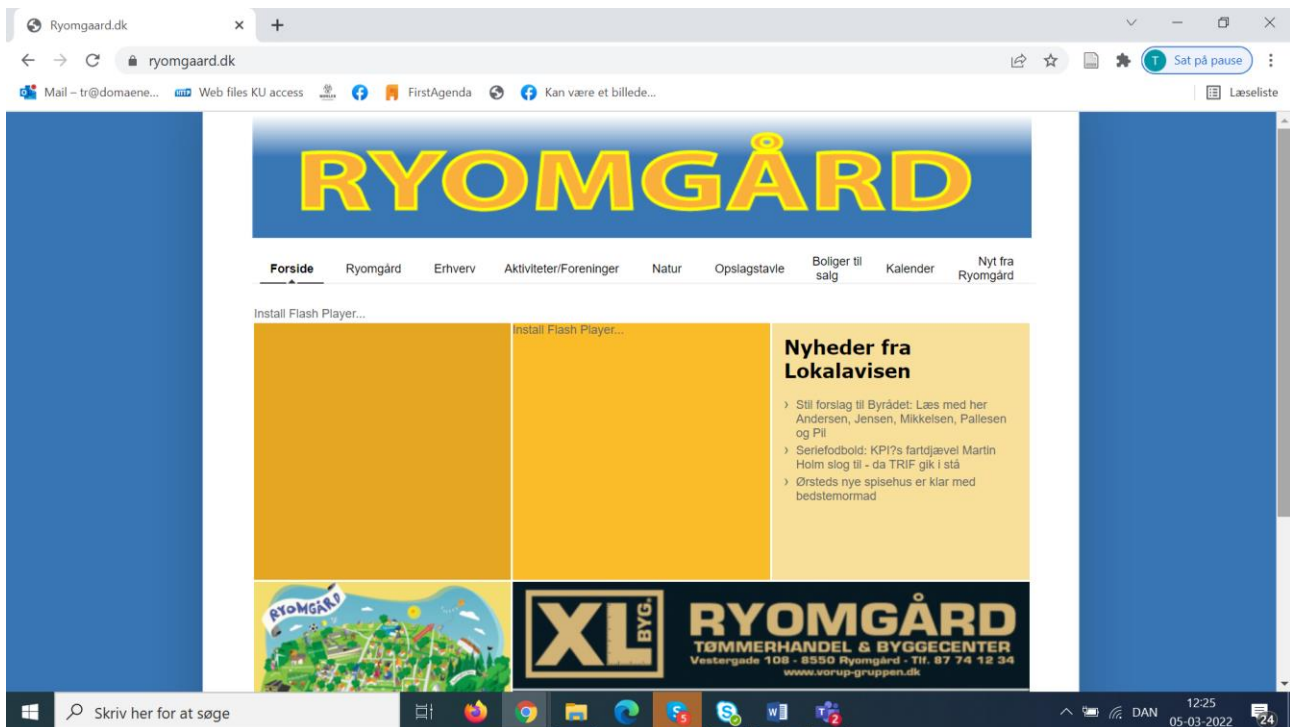 Ryomgaard.dk
ryomgaard.dk
T Sat på pause
Mail – tr@domaene... Web files KU access FirstAgenda Kan være et billede... Læseliste
RYOMGÅRD
Forside Ryomgård Erhverv Aktiviteter/Foreninger Natur Opslagstavle Boliger til salg Kalender Nyt fra Ryomgård
Install Flash Player...
Install Flash Player...
Nyheder fra
Lokalavisen
Stil forslag til Byrådet: Læs med her
Andersen, Jensen, Mikkelsen, Pallesen
og Pil
Seriefodbold: KPI?s fartdjævel Martin
Holm slog til - da TRIF gik i stå
Ørsteds nye spisehus er klar med
bedstemormad
RYOMGÅRD
XL BYG.
RYOMGÅRD
TØMMERHANDEL & BYGGECENTER
Vestergade 108 - 8550 Ryomgård - Tlf. 87 74 12 34
www.vorup-gruppen.dk
Skriv her for at søge
DAN
12:25
05-03-2022
24